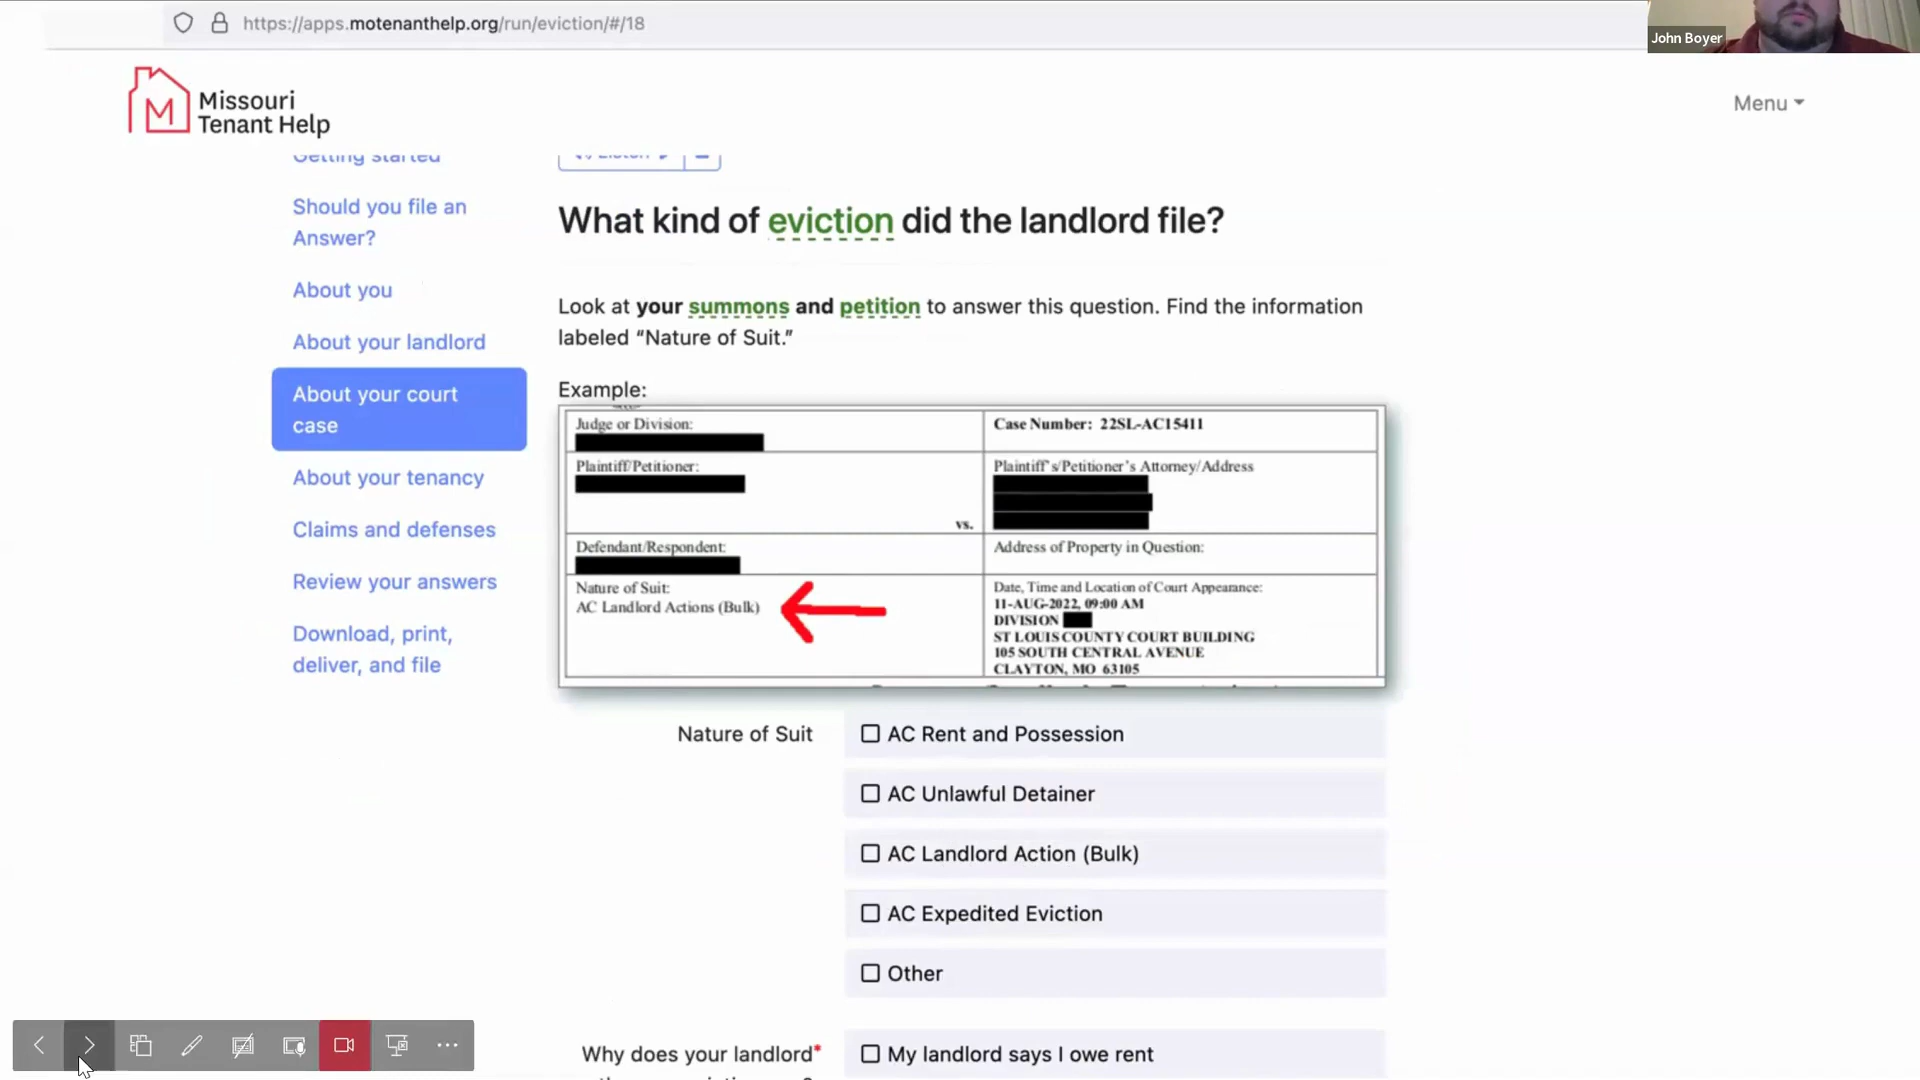 https://apps.motenanthelp.org/run/eviction/#/18
John Boyer
Missouri
Tenant Help
Menu
Getting started
Should you file an
Answer?
About you
About your landlord
About your court
case
About your tenancy
Claims and defenses
Review your answers
Download, print,
deliver, and file
Listen
What kind of eviction did the landlord file?
Look at your summons and petition to answer this question. Find the information
labeled “Nature of Suit.”
Example:
Judge or Division:
Case Number: 22SL-AC15411
Plaintiff/Petitioner:
Plaintiff’s/Petitioner’s Attorney/Address
vs.
Defendant/Respondent:
Address of Property in Question:
Nature of Suit:
AC Landlord Actions (Bulk)
Date, Time and Location of Court Appearance:
11-AUG-2022, 09:00 AM
DIVISION
ST LOUIS COUNTY COURT BUILDING
105 SOUTH CENTRAL AVENUE
CLAYTON, MO 63105
Nature of Suit
AC Rent and Possession
AC Unlawful Detainer
AC Landlord Action (Bulk)
AC Expedited Eviction
Other
Why does your landlord*
My landlord says I owe rent